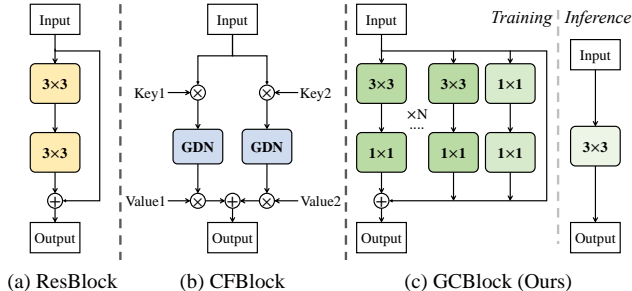 Input
3×3
3×3
Output
(a) ResBlock
Input
Key1
Key2
GDN
GDN
Value1
Value2
Output
(b) CFBlock
Training
Input
3×3
3×3
1×1
×N
....
1×1
1×1
1×1
Output
Inference
Input
3×3
Output
(c) GCBlock (Ours)